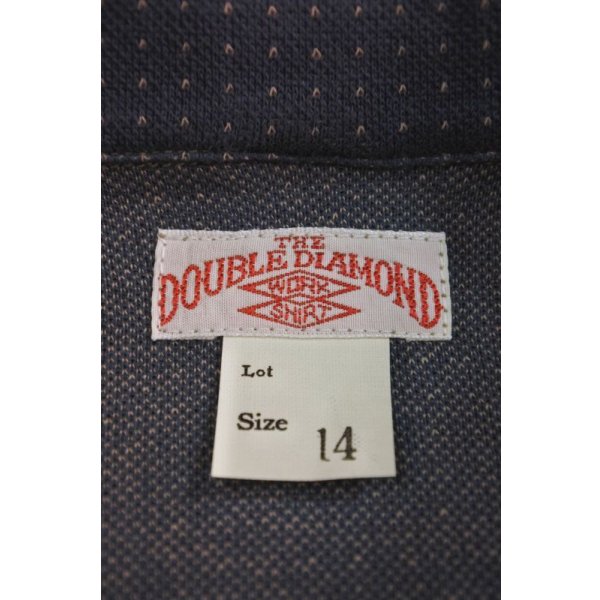 THE
DOUBLE DIAMOND
WORK
SHIRT
Lot
Size 14